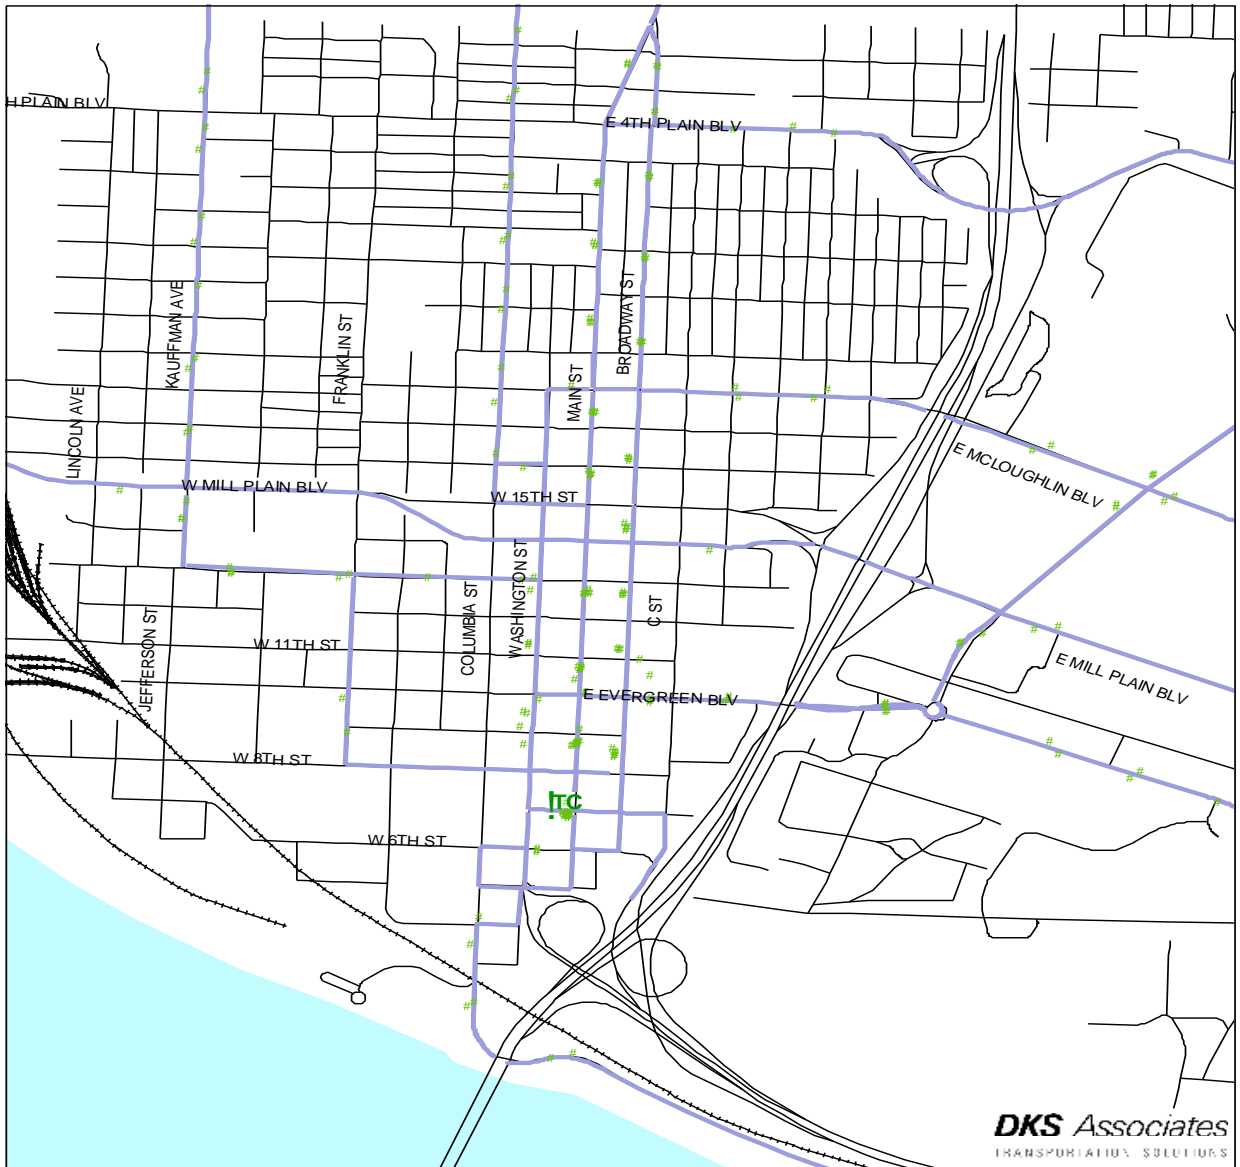 H PLAIN BLV
E 4TH PLAIN BLV
KAUFFMAN AVE
FRANKLIN ST
BROADWAY ST
MAIN ST
LINCOLN AVE
W MILL PLAIN BLV
W 15TH ST
E MCLOUGHLIN BLV
WASHINGTON ST
COLUMBIA ST
C ST
JEFFERSON ST
W 11TH ST
E EVERGREEN BLV
E MILL PLAIN BLV
W 8TH ST
TC
W 6TH ST
DKS Associates
TRANSPORTATION SOLUTIONS